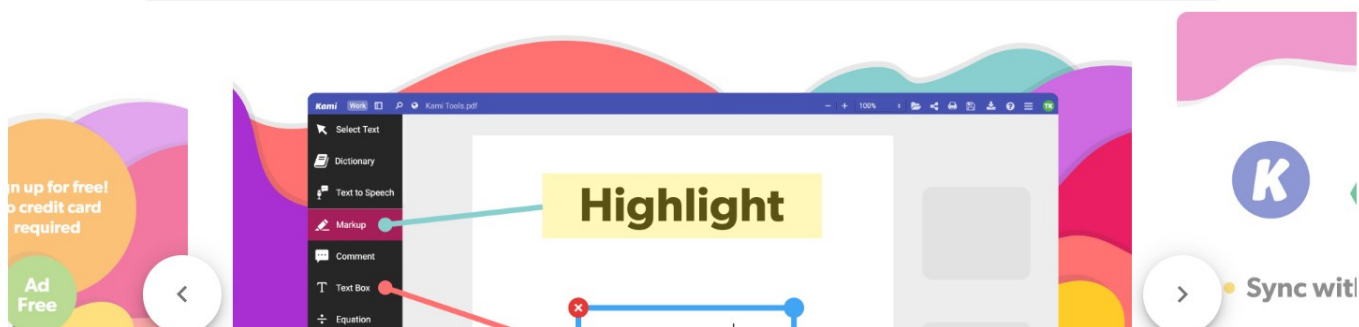 n up for free!
o credit card
required
Ad
Free
Kami Work Kami Tools.pdf - + 100% TK
Select Text
Dictionary
Text to Speech
Markup
Comment
T Text Box
Equation
Highlight
K
Sync with